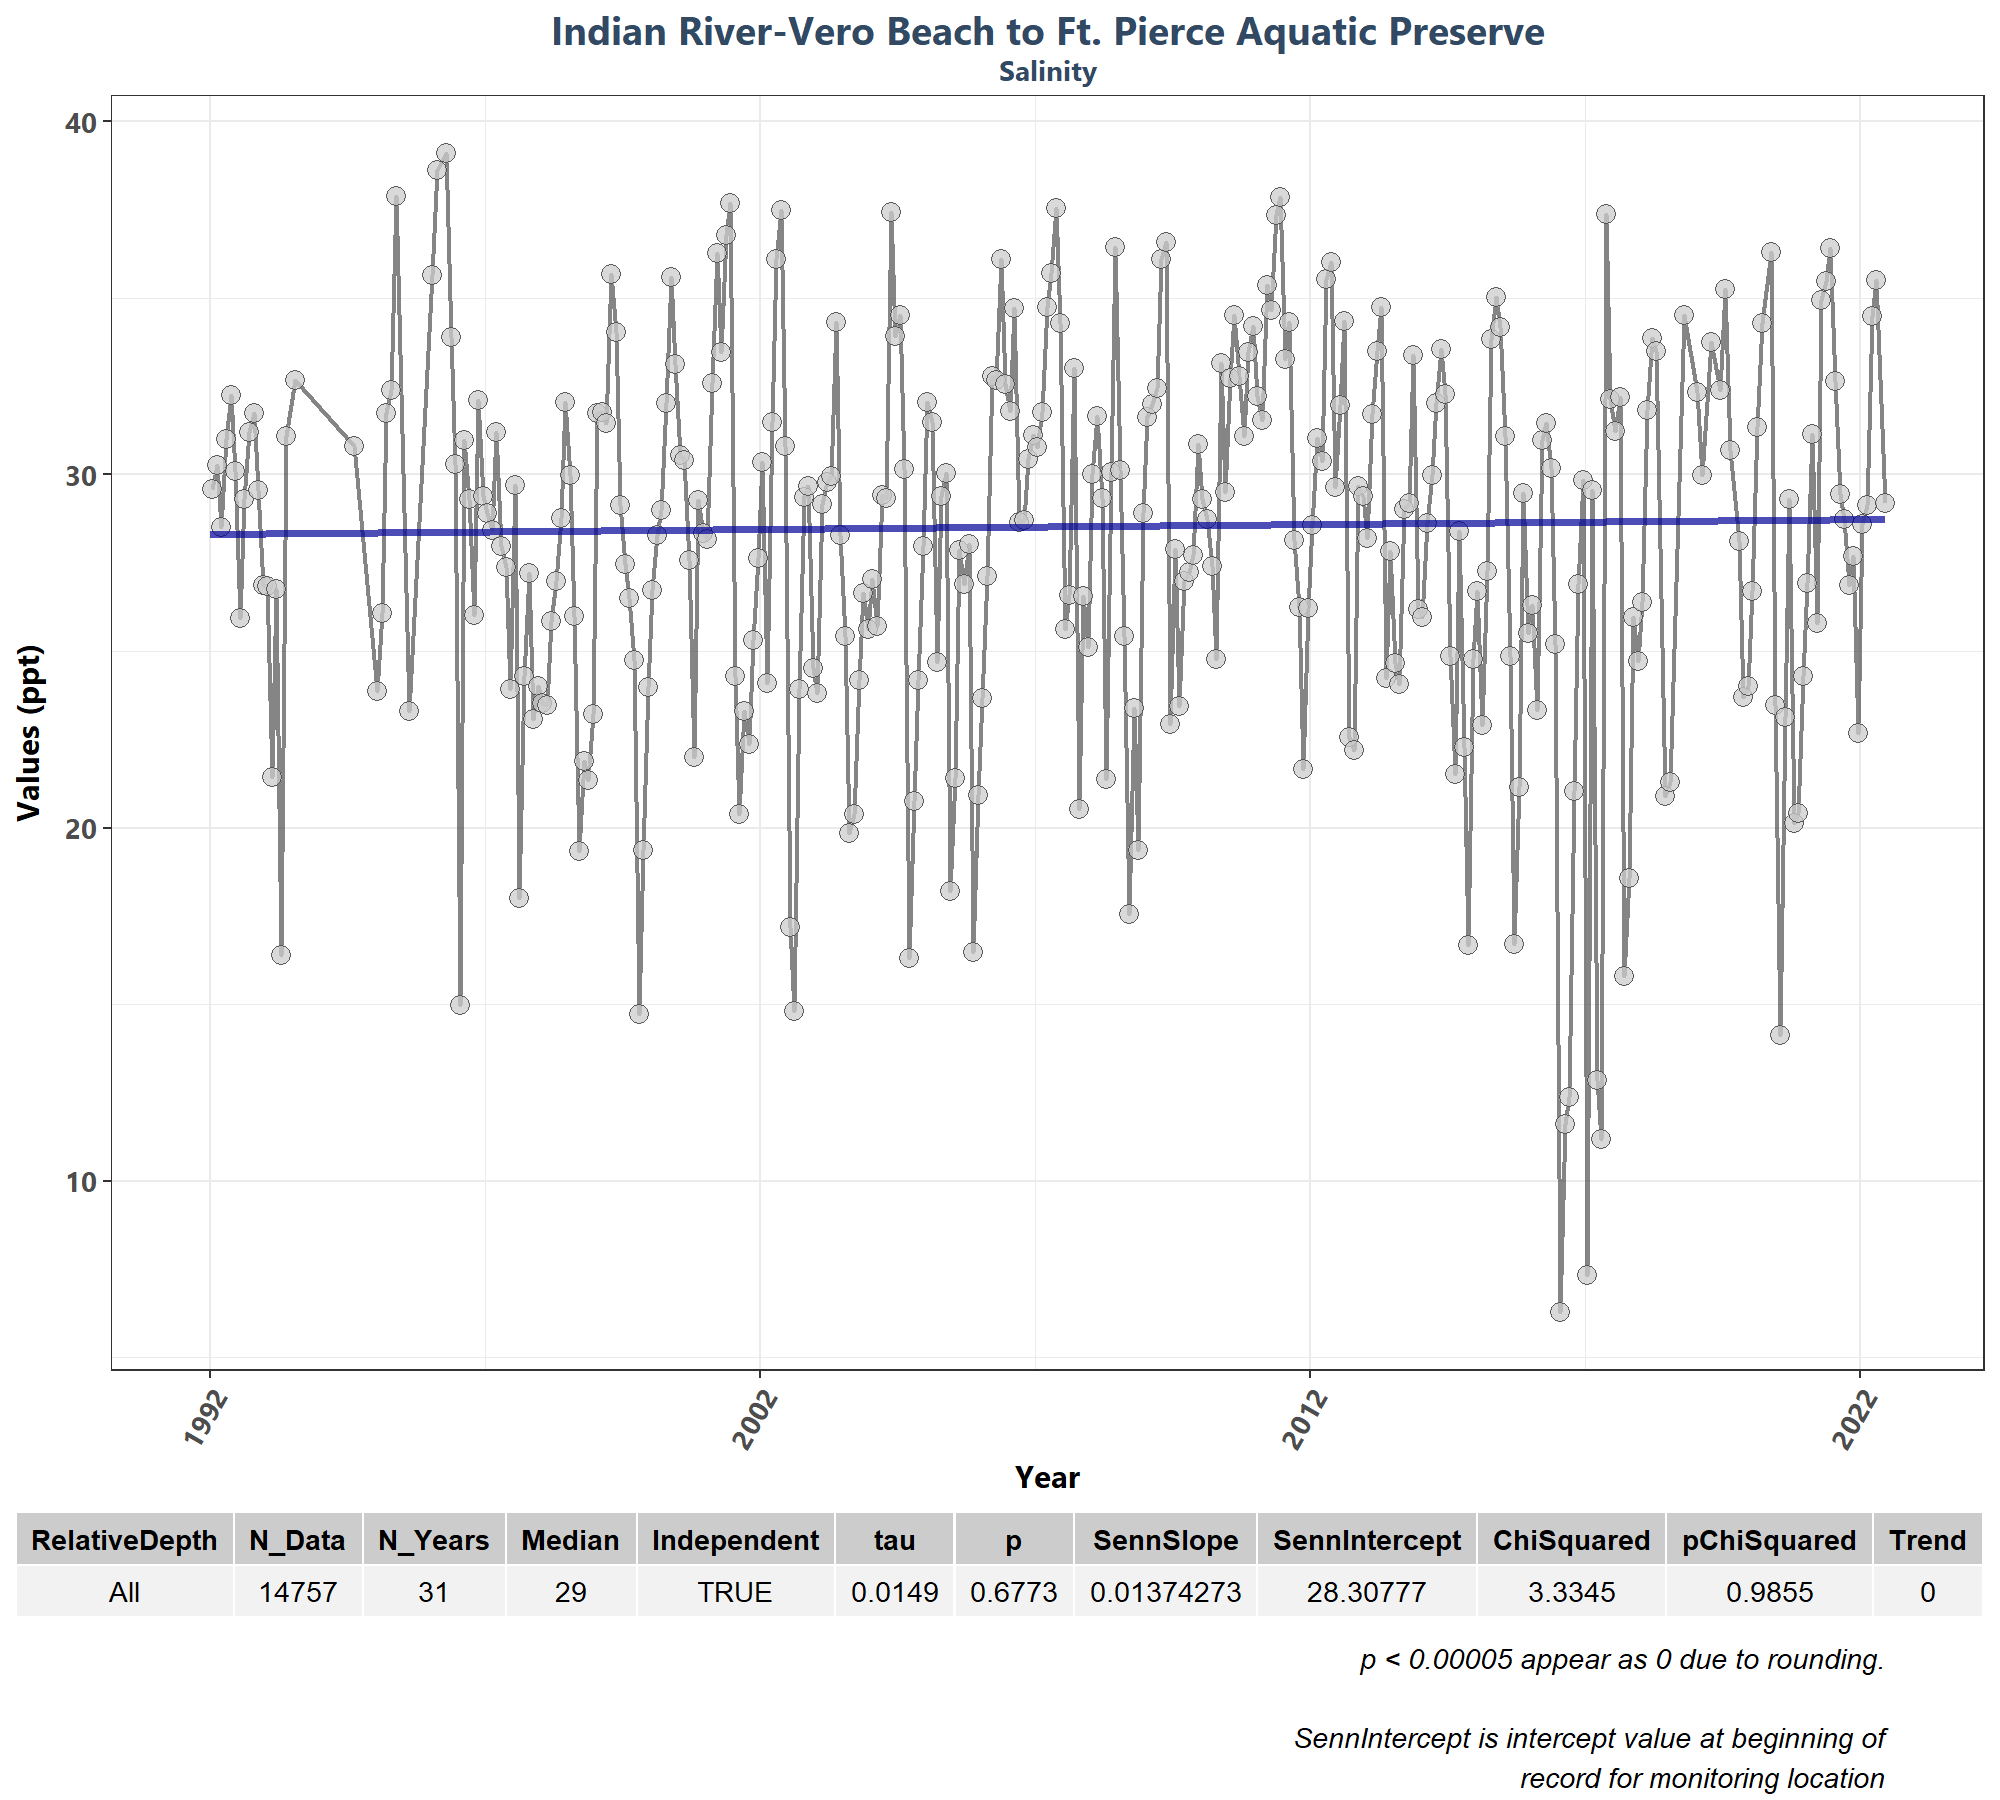 Indian River-Vero Beach to Ft. Pierce Aquatic Preserve
Salinity
Values (ppt)
40
30
20
10
1992
2002
2012
2022
Year
RelativeDepth N_Data N_Years Median Independent tau p SennSlope SennIntercept ChiSquared pChiSquared Trend
All 14757 31 29 TRUE 0.0149 0.6773 0.01374273 28.30777 3.3345 0.9855 0
p < 0.00005 appear as 0 due to rounding.
SennIntercept is intercept value at beginning of
record for monitoring location